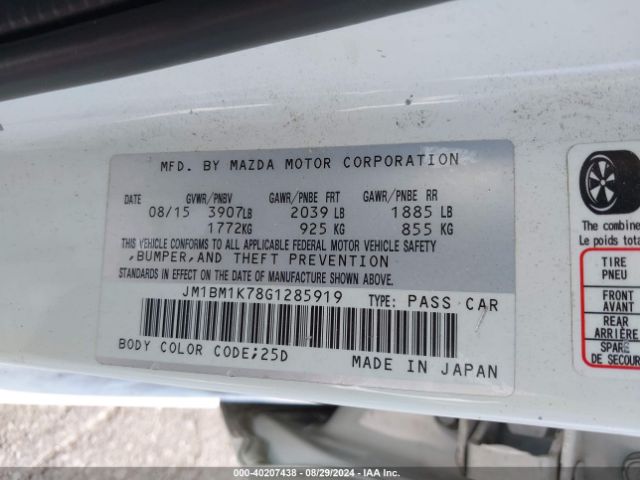 MFD. BY MAZDA MOTOR CORPORATION
DATE GVWR/PNBV GAWR/PNBE FRT GAWR/PNBE RR
08/15 3907LB 2039 LB 1885 LB
1772KG 925 KG 855 KG
THIS VEHICLE CONFORMS TO ALL APPLICABLE FEDERAL MOTOR VEHICLE SAFETY
,BUMPER,AND THEFT PREVENTION
STANDARDS IN EFFECT ON THE DATE OF MANUFACTURE SHOWN ABOVE.
JM1BM1K78G1285919 TYPE: PASS CAR
BODY COLOR CODE;25D
MADE IN JAPAN
The combine
Le poids tota
TIRE
PNEU
FRONT
AVANT
REAR
ARRIÈRE
SPARE
DE SECOUR
000-40207438 - 08/29/2024 - IAA Inc.